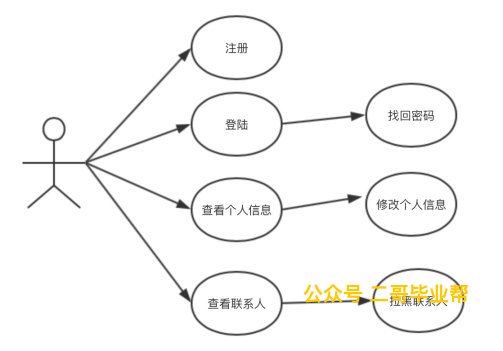 注册
登陆
找回密码
查看个人信息
修改个人信息
查看联系人
拉黑联系人
公众号 二哥毕业帮